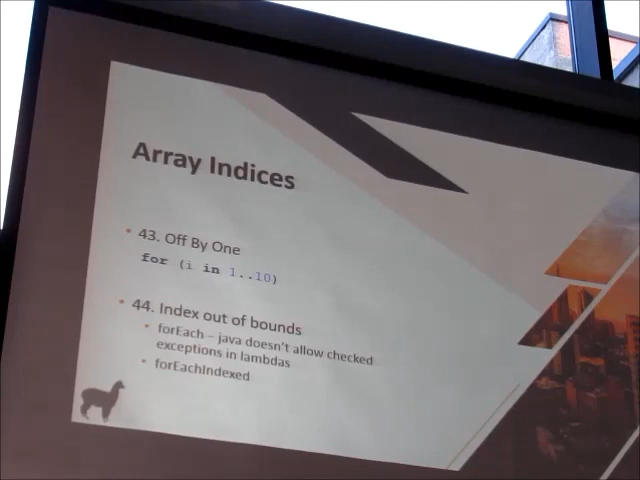 Array Indices
43. Off By One
for (i in 1..10)
44. Index out of bounds
forEach – java doesn't allow checked
exceptions in lambdas
forEachIndexed